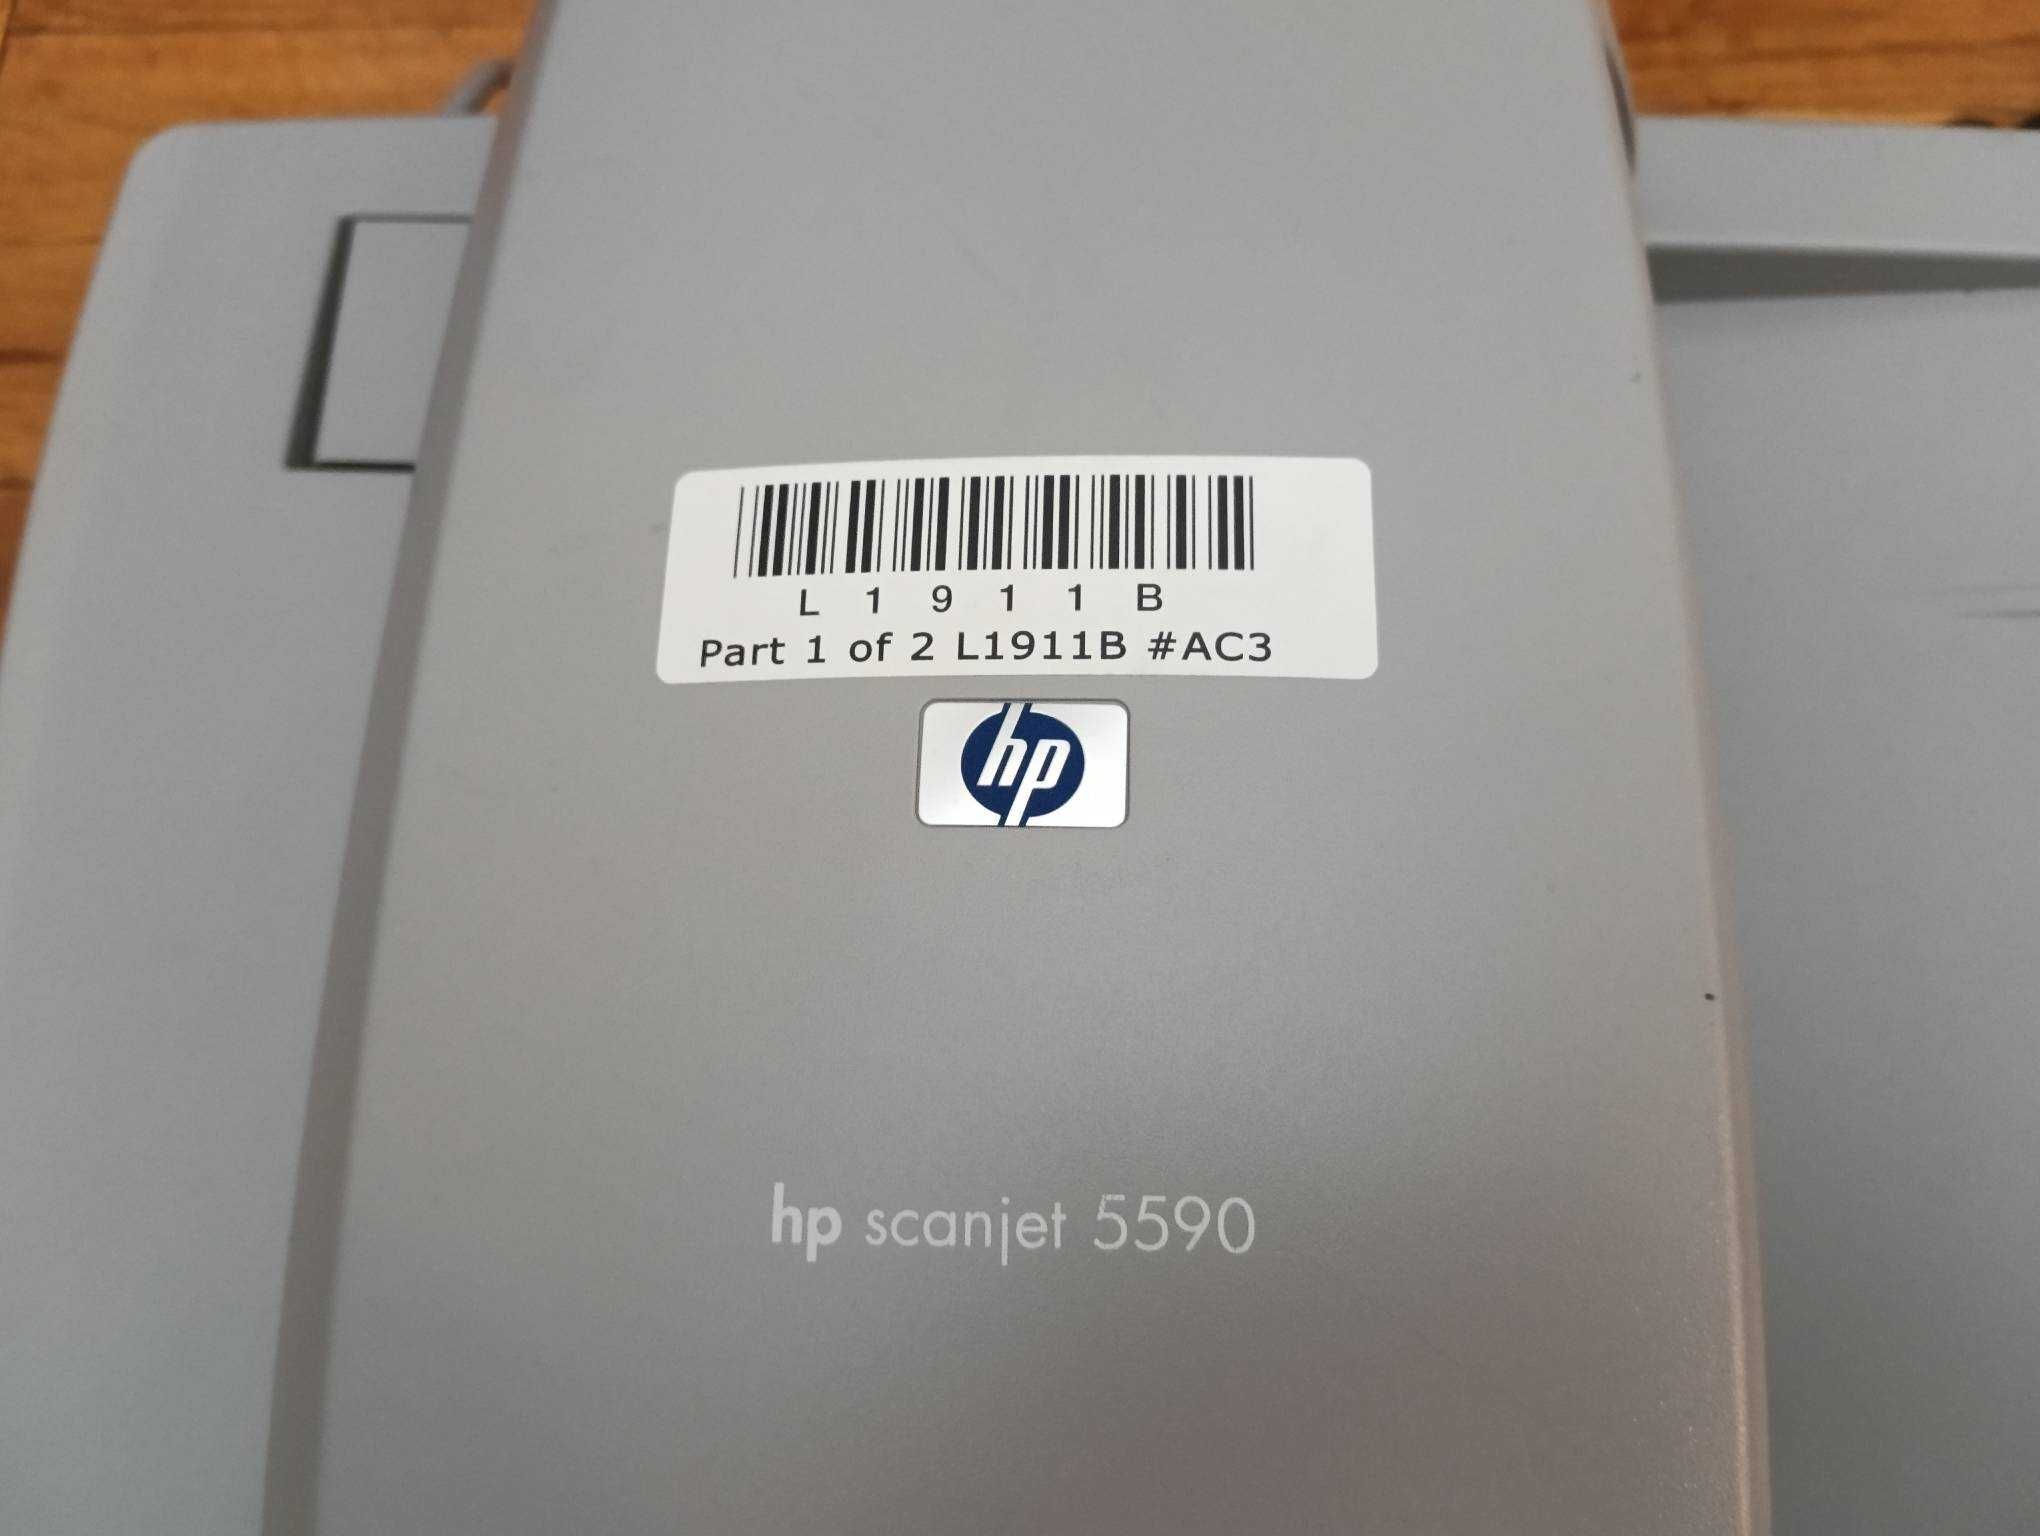 L 1 9 1 1 B
Part 1 of 2 L1911B #AC3
hp
hp scanjet 5590